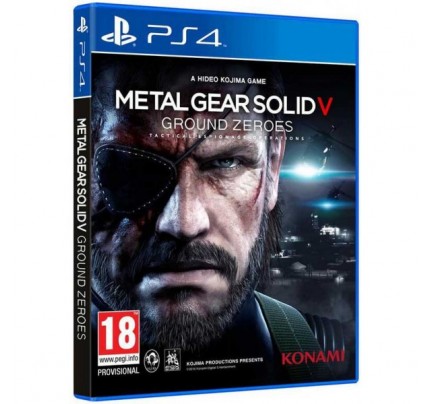 PS4
A HIDEO KOJIMA GAME
METAL GEAR SOLID V
GROUND ZEROES
TACTICAL ESPIONAGE OPERATIONS
METAL GEAR SOLID V GROUND ZEROES
18
www.pegi.info
PROVISIONAL
KOJIMA PRODUCTIONS PRESENTS
KONAMI